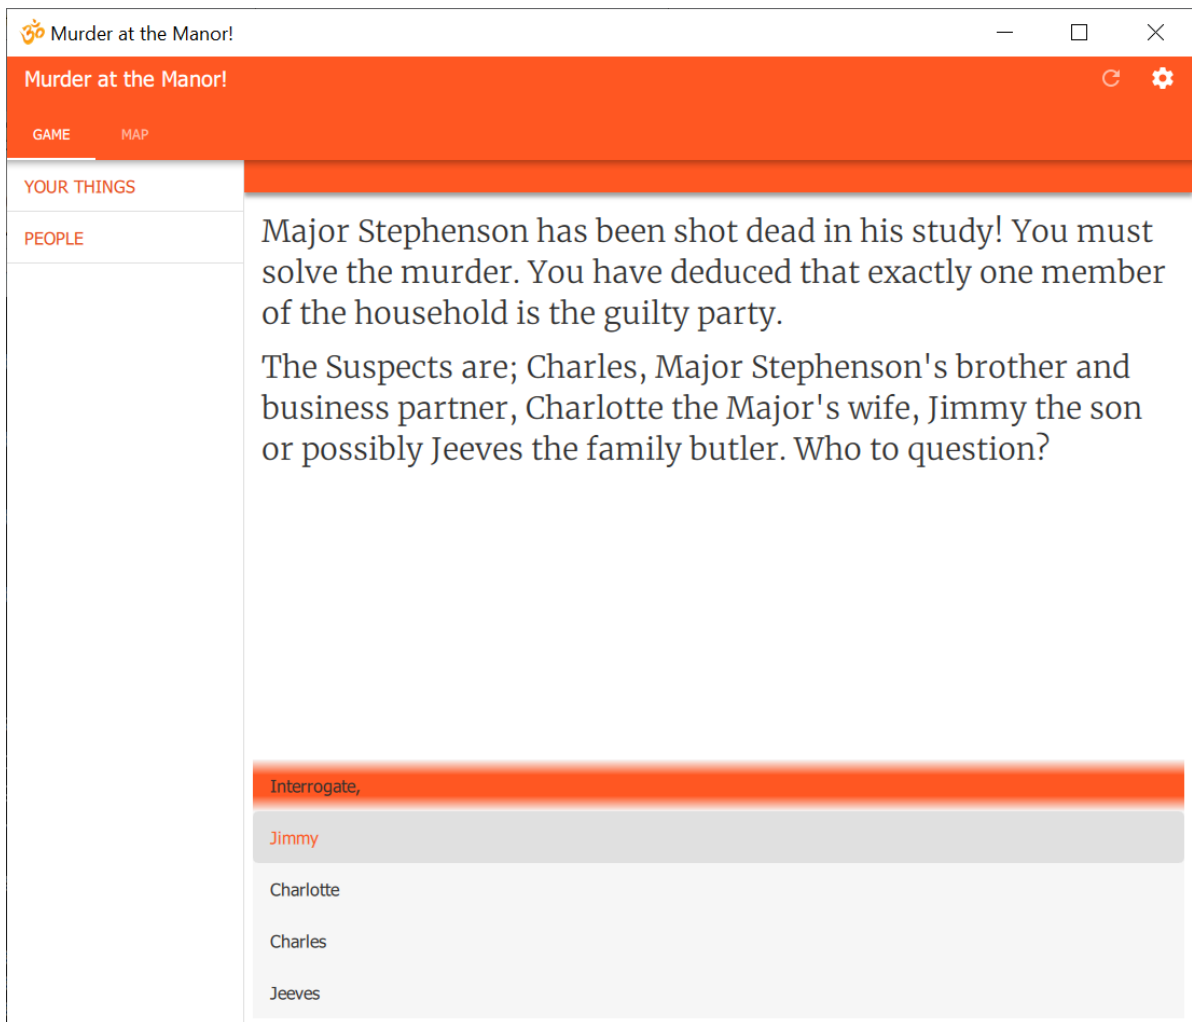 Murder at the Manor!
Murder at the Manor!
GAME
MAP
YOUR THINGS
PEOPLE
Major Stephenson has been shot dead in his study! You must
solve the murder. You have deduced that exactly one member
of the household is the guilty party.
The Suspects are; Charles, Major Stephenson's brother and
business partner, Charlotte the Major's wife, Jimmy the son
or possibly Jeeves the family butler. Who to question?
Interrogate,
Jimmy
Charlotte
Charles
Jeeves